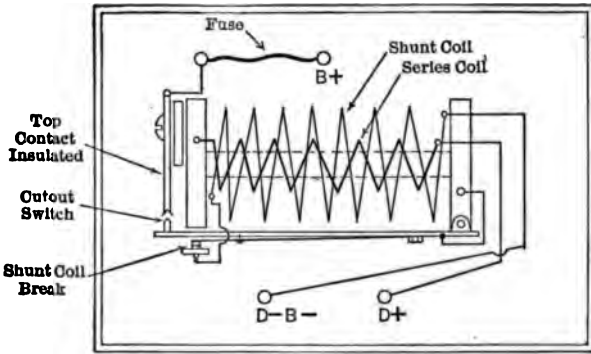 Fuse
B+
Shunt Coil
Series Coil
Top
Contact
Insulated
Cutout
Switch
Shunt Coil
Break
D- B-
D+